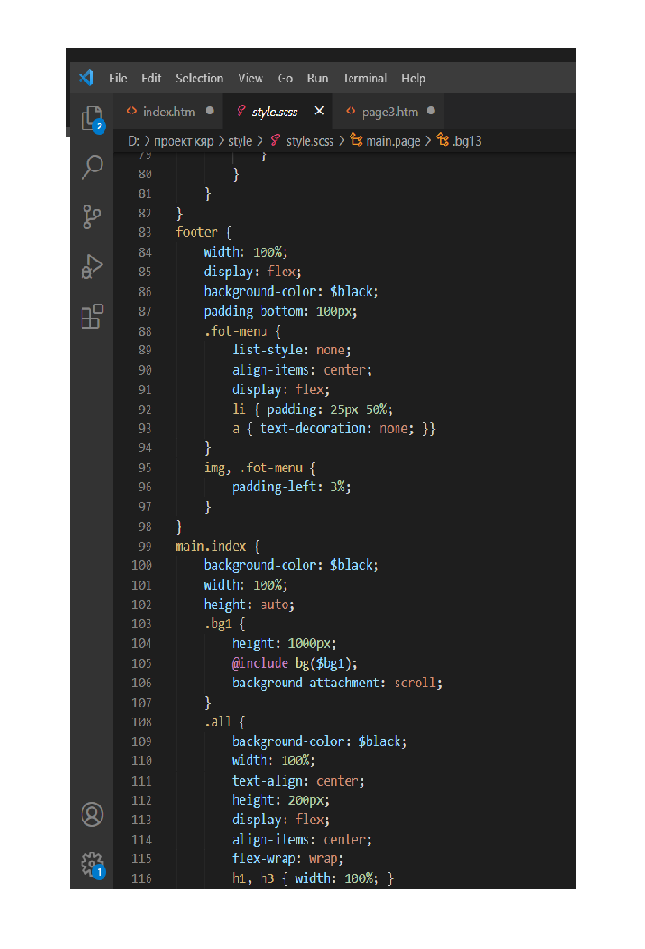 File Edit Selection View Go Run Terminal Help
index.htm style.scss page3.htm
2
D: > проект кяр > style > style.scss > main.page > .bg13
79 }
80 }
81 }
82 }
83 footer {
84 width: 100%;
85 display: flex;
86 background-color: $black;
87 padding-bottom: 100px;
88 .fot-menu {
89 list-style: none;
90 align-items: center;
91 display: flex;
92 li { padding: 25px 50%;
93 a { text-decoration: none; }}
94 }
95 img, .fot-menu {
96 padding-left: 3%;
97 }
98 }
99 main.index {
100 background-color: $black;
101 width: 100%;
102 height: auto;
103 .bg1 {
104 height: 1000px;
105 @include bg($bg1);
106 background-attachment: scroll;
107 }
108 .all {
109 background-color: $black;
110 width: 100%;
111 text-align: center;
112 height: 200px;
113 display: flex;
114 align-items: center;
115 flex-wrap: wrap;
1
116 h1, h3 { width: 100%; }